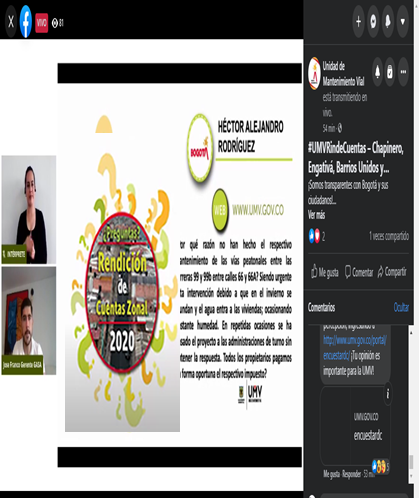 VIVO
81
HÉCTOR ALEJANDRO
RODRÍGUEZ
BOGOTÁ
WEB
WWW.UMV.GOV.CO
Preguntas
Rendición
de
Cuentas Zonal
2020
or qué razón no han hecho el respectivo
antenimiento de las vías peatonales entre las
rreras 99 y 99b entre calles 66 y 66A? Siendo urgente
ta intervención debido a que en el invierno se
undan y el agua entra a las viviendas; ocasionando
stante humedad. En repetidas ocasiones se ha
sado el proyecto a las administraciones de turno sin
tener la respuesta. Todos los propietarios pagamos
forma oportuna el respectivo impuesto?
UMV
INTÉRPRETE
José Franco Gerente GASA
Unidad de
Mantenimiento Vial
está transmitiendo en
vivo.
54 min
#UMVRindeCuentas – Chapinero,
Engativá, Barrios Unidos y...
¡Somos transparentes con Bogotá y sus
ciudadanos!...
Ver más
2
1 veces compartido
Me gusta
Comentar
Compartir
Comentarios
Ocultar
percepción, ingresando a
http://www.umv.gov.co/portal/
encuestardc/ ¡Tu opinión es
importante para la UMV!
UMV.GOV.CO
encuestardc
Me gusta · Responder · 53 min